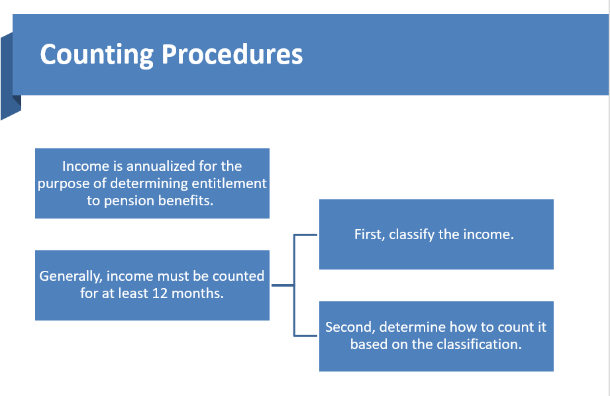 Counting Procedures
Income is annualized for the
purpose of determining entitlement
to pension benefits.
Generally, income must be counted
for at least 12 months.
First, classify the income.
Second, determine how to count it
based on the classification.